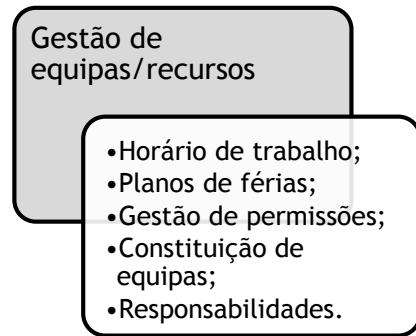 Gestão de
equipas/recursos
•Horário de trabalho;
•Planos de férias;
•Gestão de permissões;
•Constituição de
equipas;
•Responsabilidades.